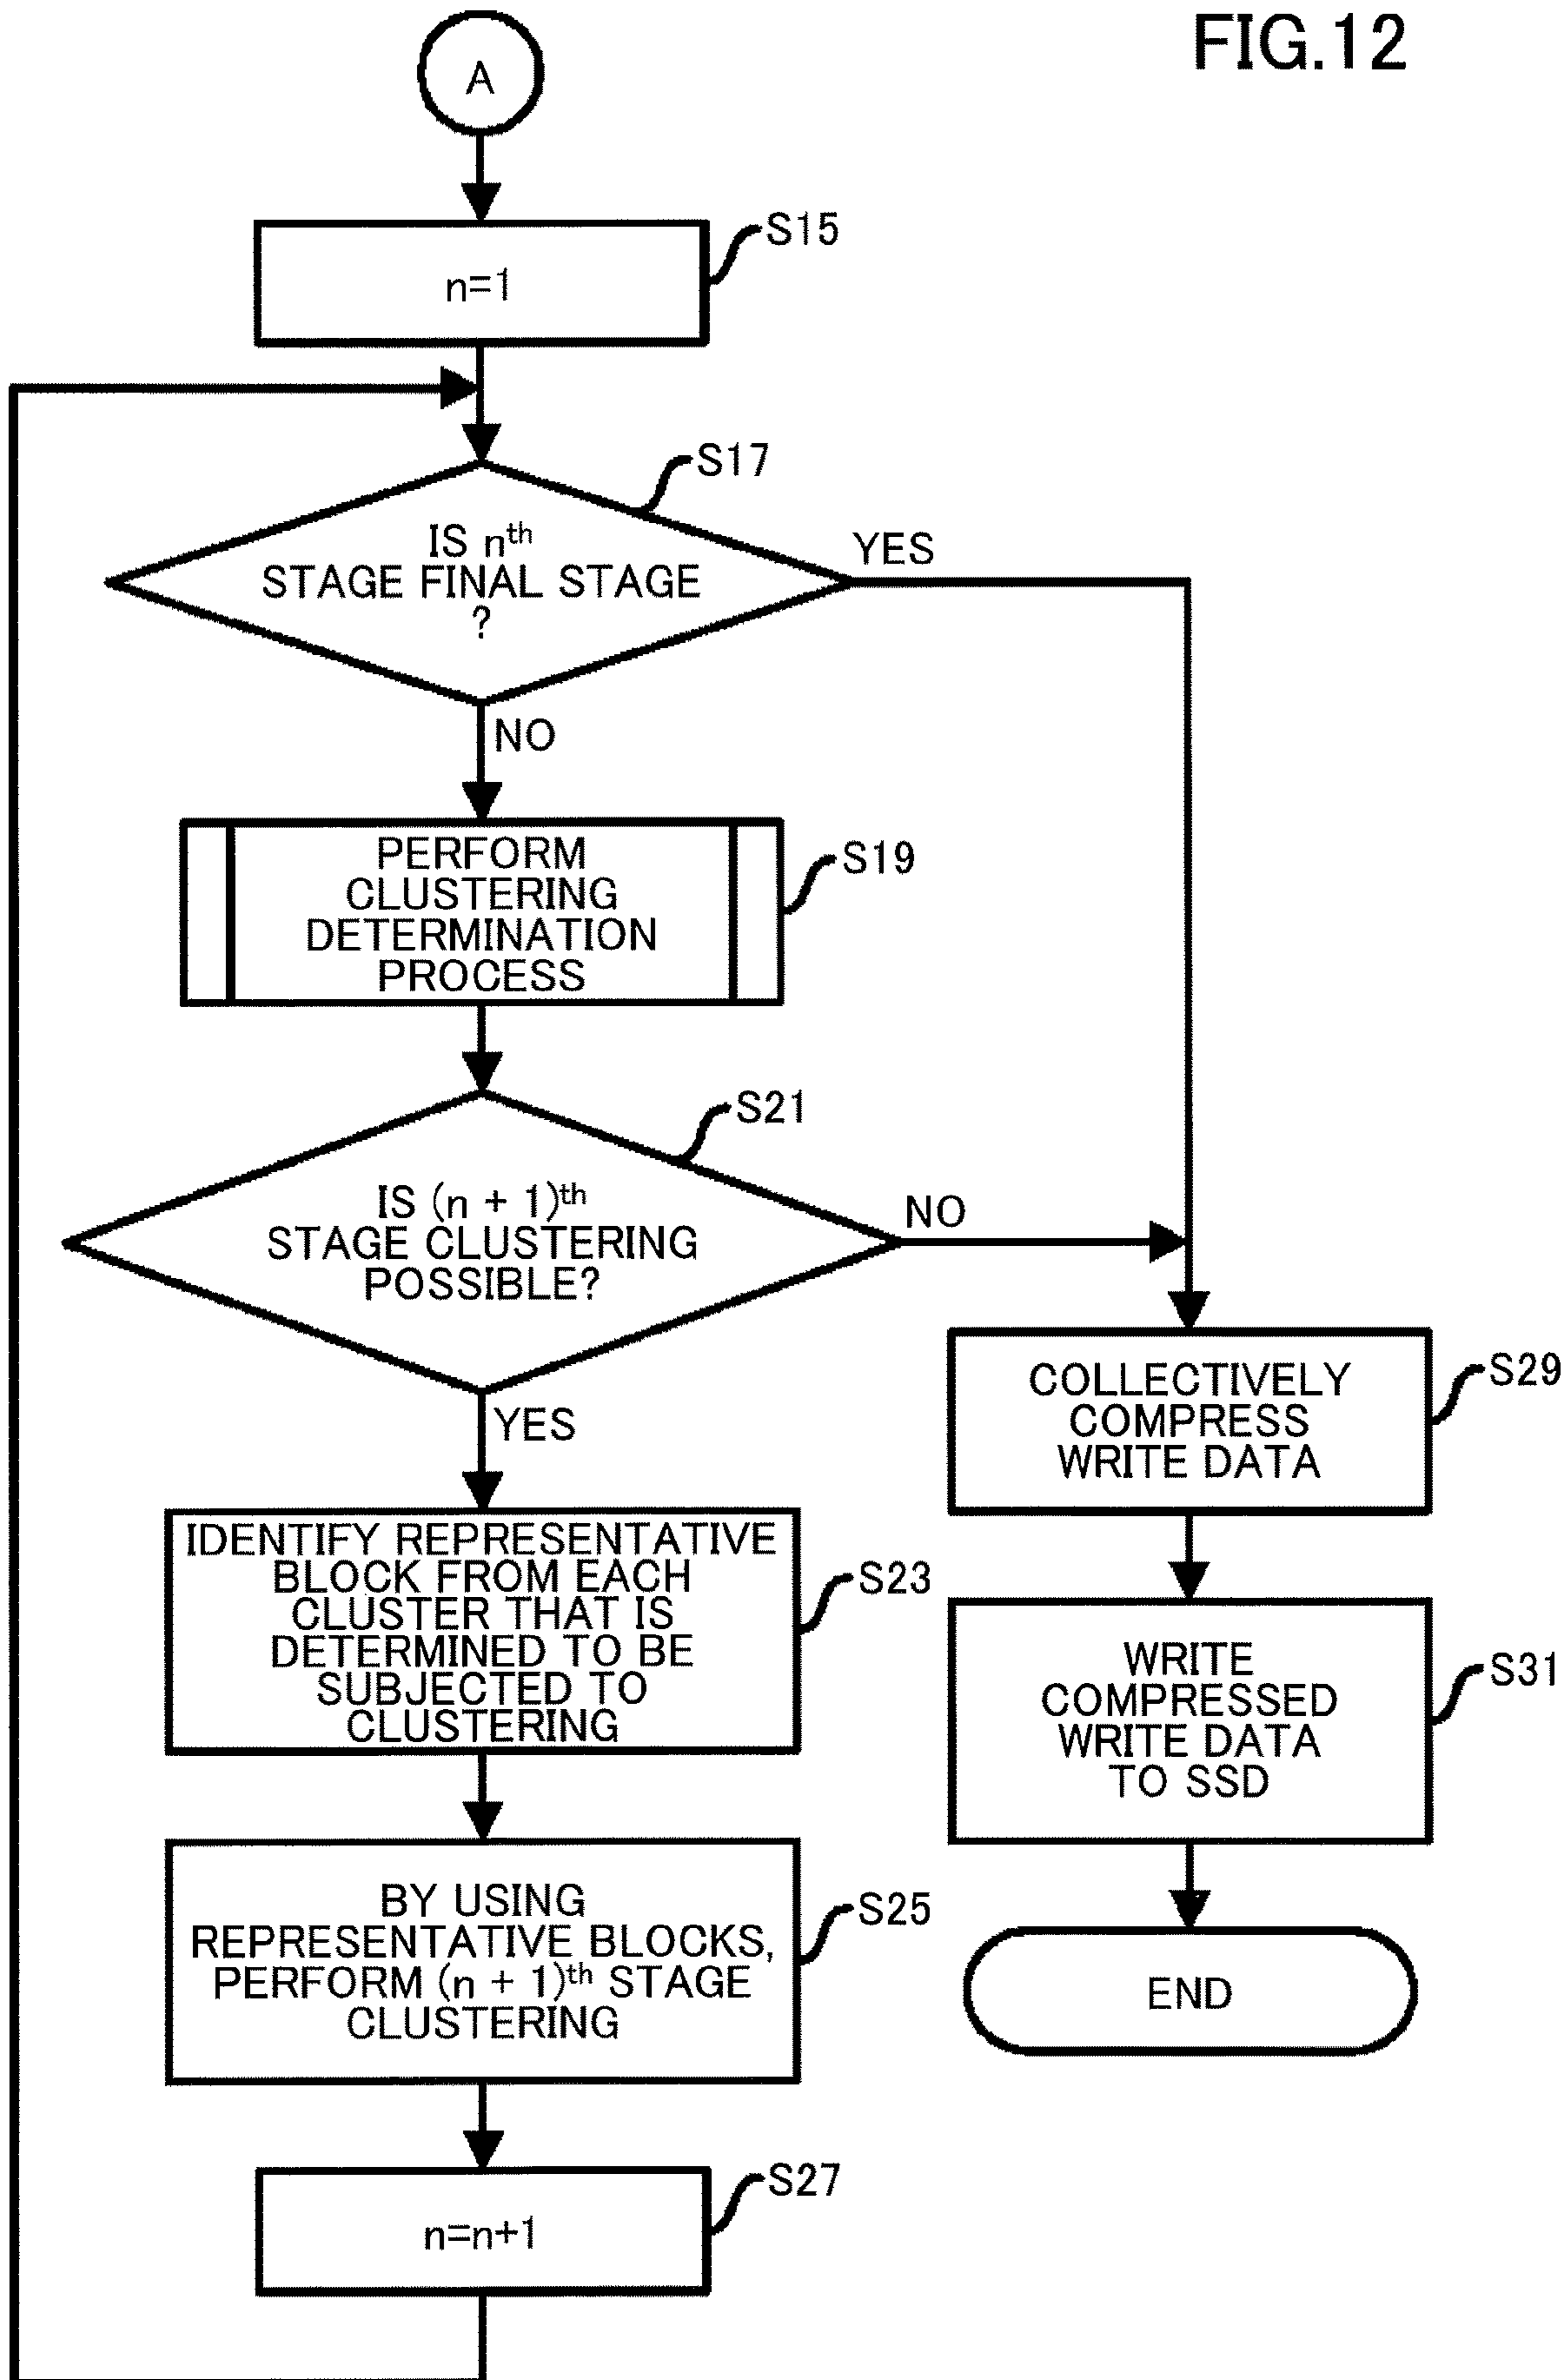 FIG.12
A
S15
n=1
S17
IS nth
STAGE FINAL STAGE
?
YES
NO
PERFORM
CLUSTERING
DETERMINATION
PROCESS
S19
S21
IS (n + 1)th
STAGE CLUSTERING
POSSIBLE?
NO
YES
IDENTIFY REPRESENTATIVE
BLOCK FROM EACH
CLUSTER THAT IS
DETERMINED TO BE
SUBJECTED TO
CLUSTERING
S23
BY USING
REPRESENTATIVE BLOCKS,
PERFORM (n + 1)th STAGE
CLUSTERING
S25
S27
n=n+1
COLLECTIVELY
COMPRESS
WRITE DATA
S29
WRITE
COMPRESSED
WRITE DATA
TO SSD
S31
END